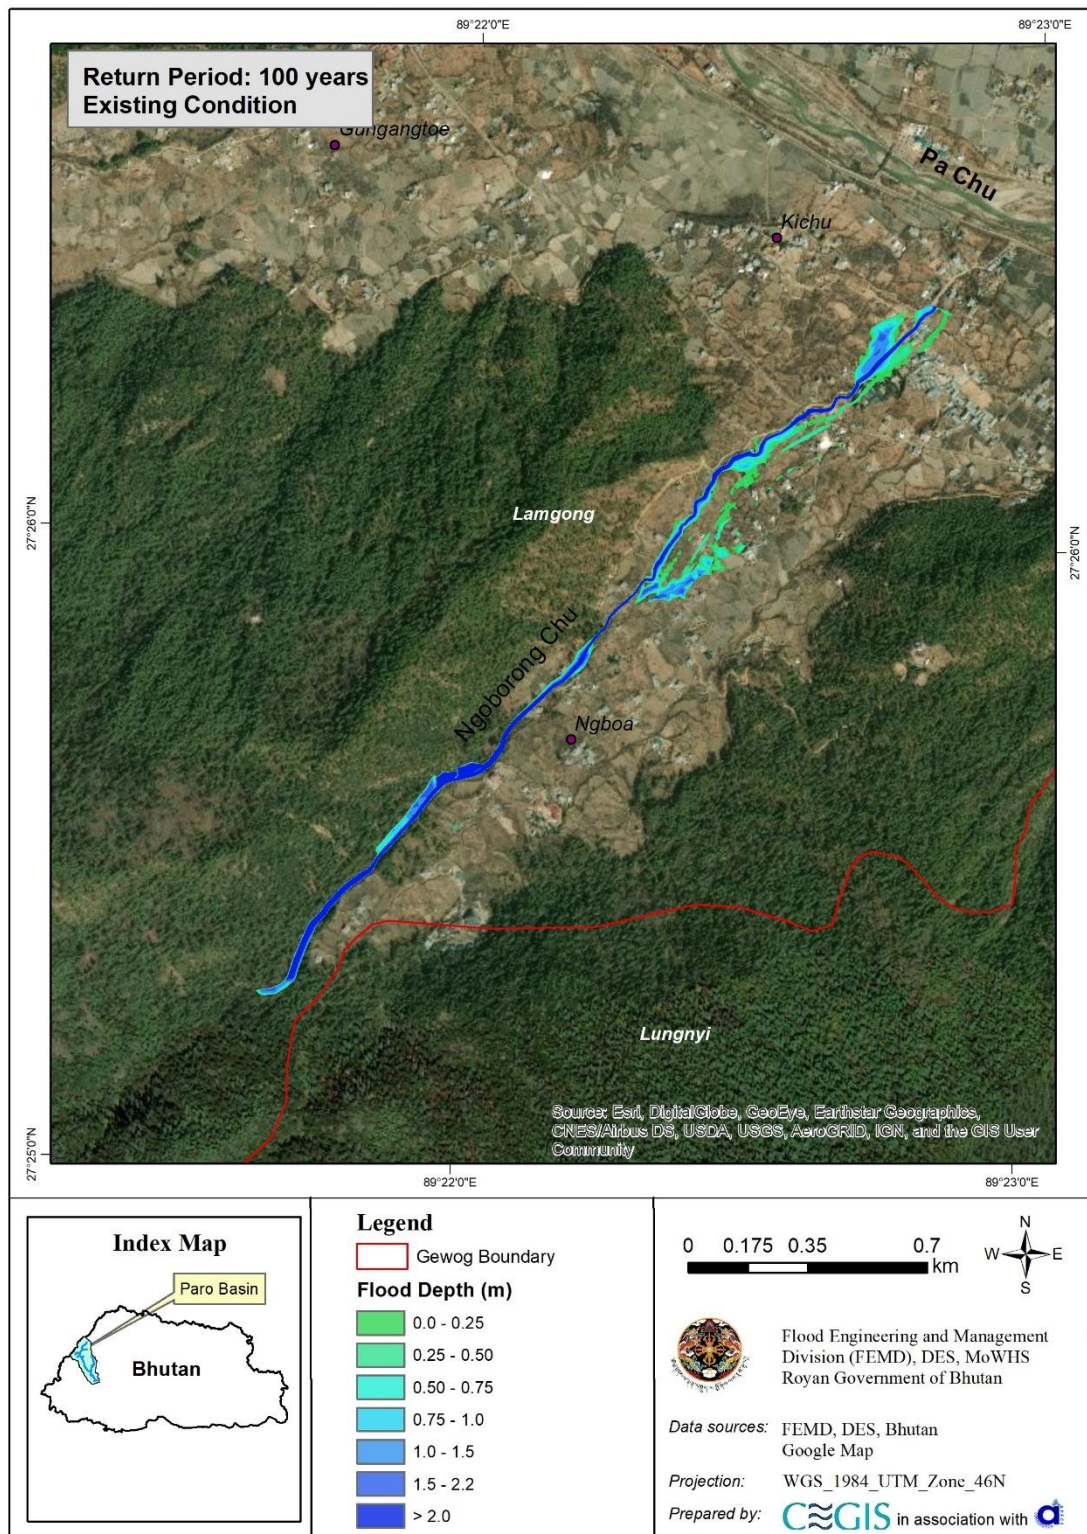 89°22'0"E
89°23'0"E
Return Period: 100 years
Existing Condition
Gungangtoe
Pa Chu
Kichu
27°26'0"N
27°26'0"N
Lamgong
Ngoborong Chu
Ngboa
Lungnyi
Source: Esri, DigitalGlobe, GeoEye, Earthstar Geographics,
CNES/Airbus DS, USDA, USGS, AeroGRID, IGN, and the GIS User
Community
27°25'0"N
89°22'0"E
89°23'0"E
Index Map
Paro Basin
Bhutan
Legend
Gewog Boundary
Flood Depth (m)
0.0 - 0.25
0.25 - 0.50
0.50 - 0.75
0.75 - 1.0
1.0 - 1.5
1.5 - 2.2
> 2.0
0 0.175 0.35 0.7
km
N
W E
S
Flood Engineering and Management
Division (FEMD), DES, MoWHS
Royan Government of Bhutan
Data sources: FEMD, DES, Bhutan
Google Map
Projection: WGS_1984_UTM_Zone_46N
Prepared by: CEGIS in association with a